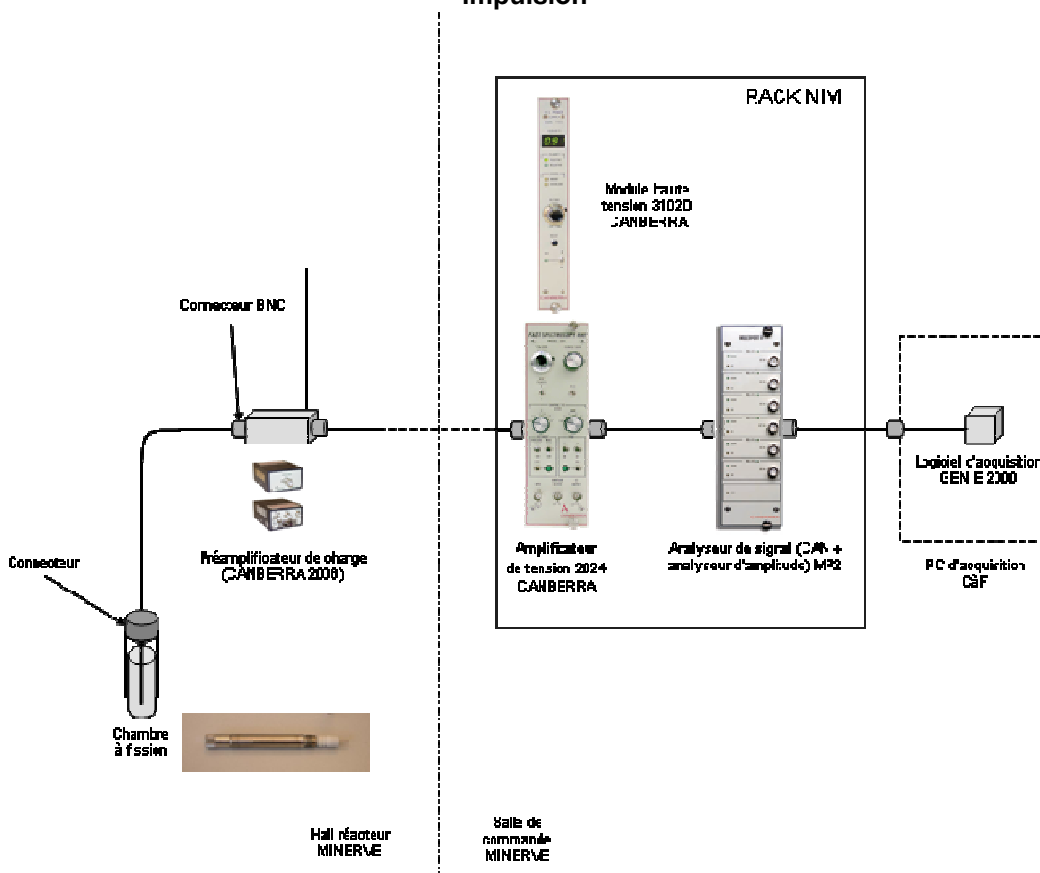 impulsion
RACK NIM
Module haute
tension 3102D
CANBERRA
Connecteur BNC
Préamplificateur de charge
(CANBERRA 2006)
Connecteur
Amplificateur
de tension 2024
CANBERRA
Analyseur de signal (CAN +
analyseur d'amplitude) MP2
Logiciel d'acquisition
GENIE 2000
PC d'acquisition
CàF
Chambre
à fission
Hall réacteur
MINERVE
Salle de
commande
MINERVE